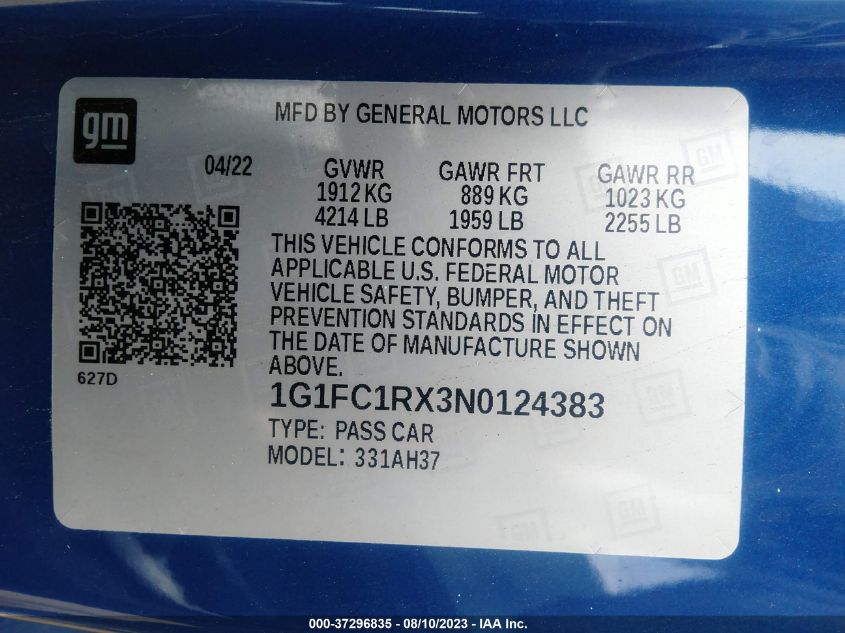 gm
MFD BY GENERAL MOTORS LLC
04/22 GVWR GAWR FRT GAWR RR
1912 KG 889 KG 1023 KG
4214 LB 1959 LB 2255 LB
THIS VEHICLE CONFORMS TO ALL
APPLICABLE U.S. FEDERAL MOTOR
VEHICLE SAFETY, BUMPER, AND THEFT
PREVENTION STANDARDS IN EFFECT ON
THE DATE OF MANUFACTURE SHOWN
ABOVE.
627D
1G1FC1RX3N0124383
TYPE: PASS CAR
MODEL: 331AH37
000-37296835 - 08/10/2023 - IAA Inc.